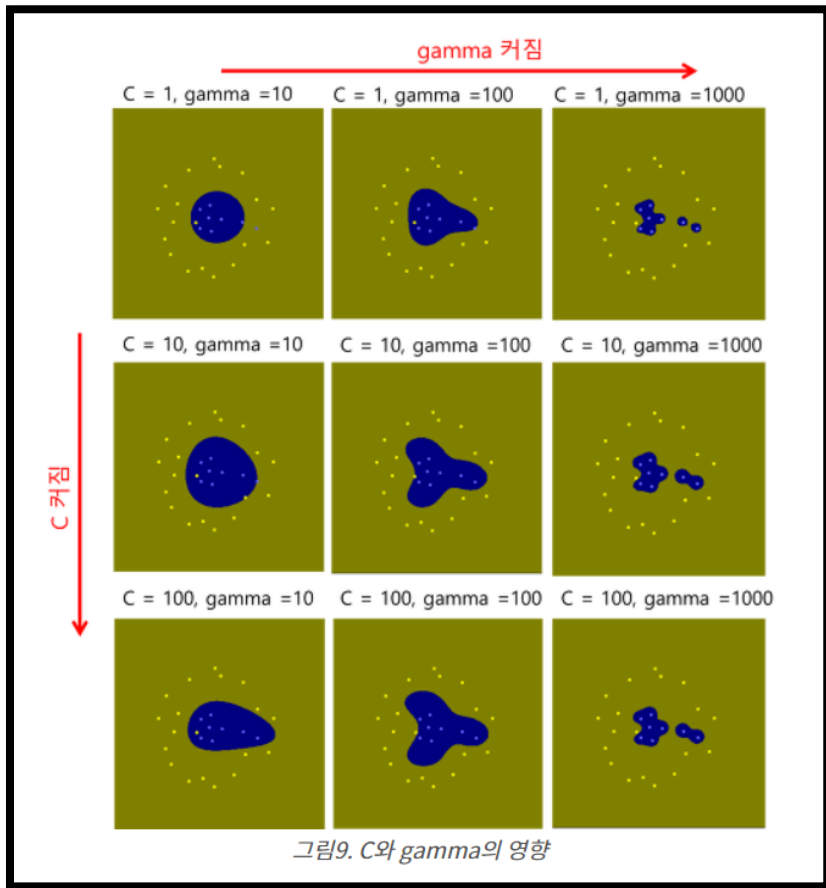 gamma 커짐
C = 1, gamma =10
C = 1, gamma =100
C = 1, gamma =1000
C 커짐
C = 10, gamma =10
C = 10, gamma =100
C = 10, gamma =1000
C = 100, gamma =10
C = 100, gamma =100
C = 100, gamma =1000
그림9. C와 gamma의 영향